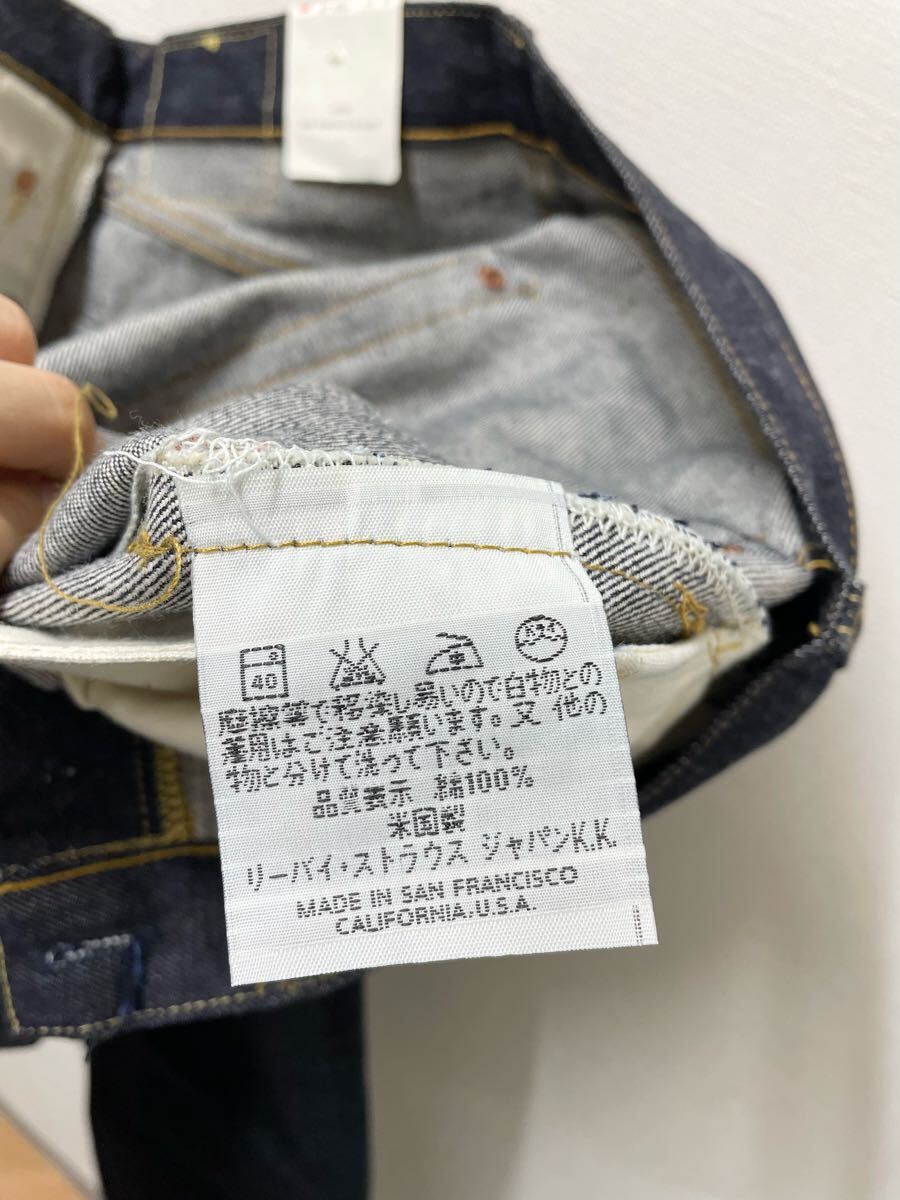 40
摩擦等で移染し易いので白物との
着用はご注意願います。又 他の
物と分けて洗って下さい。
品質表示 綿100%
米国製
リーバイ・ストラウス ジャパンK.K.
MADE IN SAN FRANCISCO
CALIFORNIA.U.S.A.